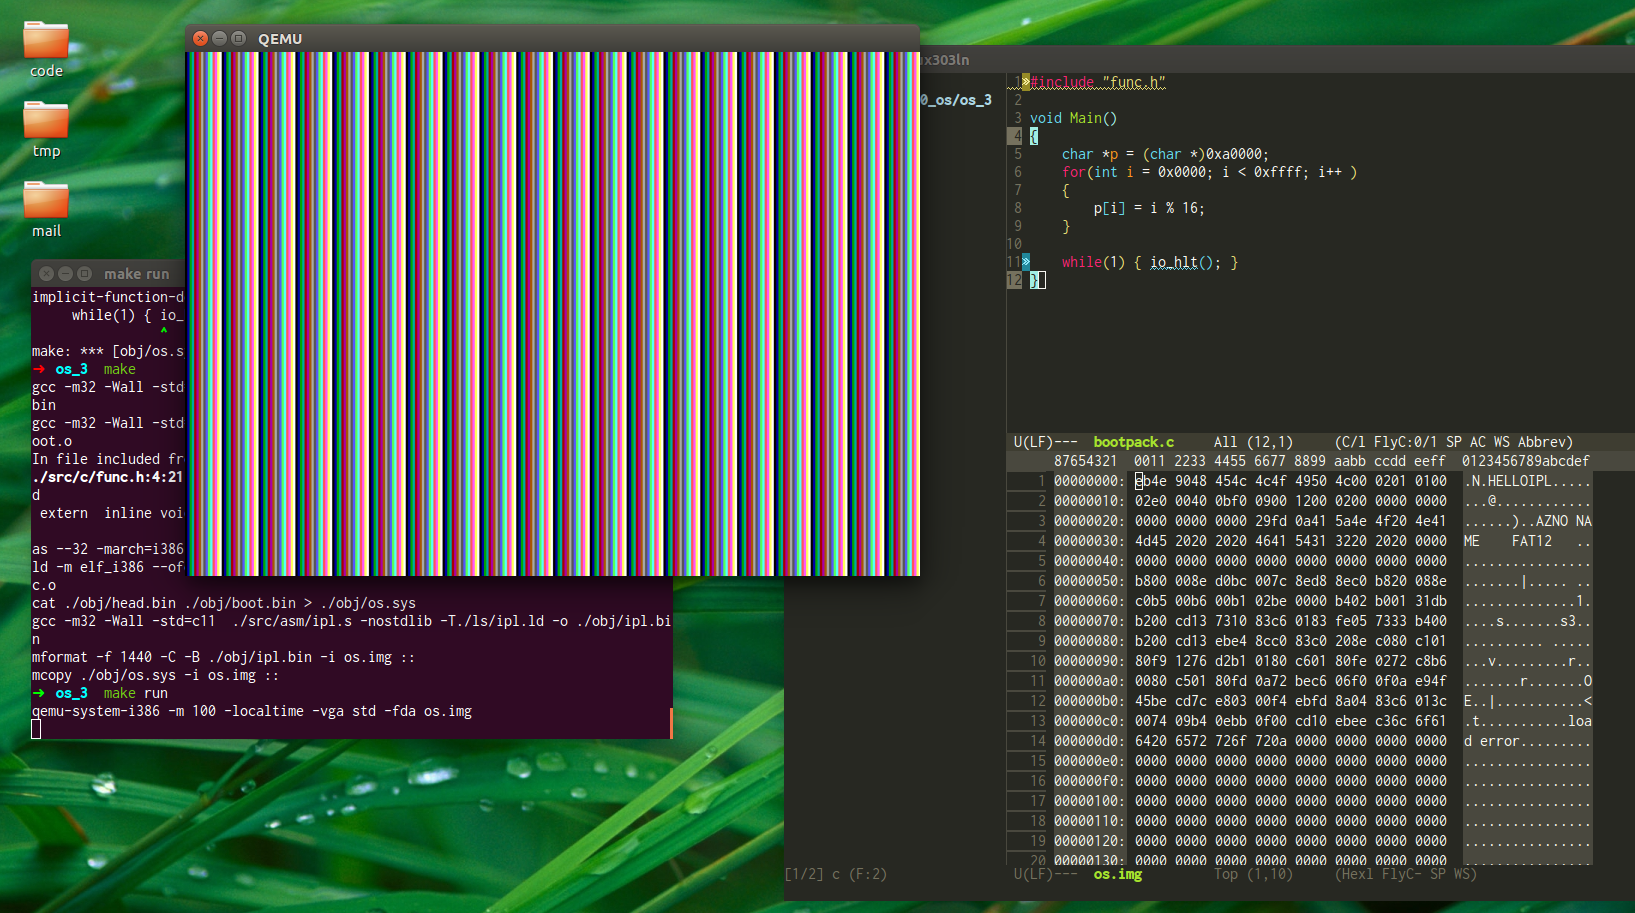 code
tmp
mail
QEMU
make run
implicit-function-d
while(1) { io_
^
make: *** [obj/os.s
➜ os_3 make
gcc -m32 -Wall -std
bin
gcc -m32 -Wall -std
oot.o
In file included fr
./src/c/func.h:4:21
d
extern inline voi
as --32 -march=i386
ld -m elf_i386 --of
c.o
cat ./obj/head.bin ./obj/boot.bin > ./obj/os.sys
gcc -m32 -Wall -std=c11 ./src/asm/ipl.s -nostdlib -T./ls/ipl.ld -o ./obj/ipl.bi
n
mformat -f 1440 -C -B ./obj/ipl.bin -i os.img ::
mcopy ./obj/os.sys -i os.img ::
➜ os_3 make run
qemu-system-i386 -m 100 -localtime -vga std -fda os.img
ux303ln
0_os/os_3
1 »#include "func.h"
2
3 void Main()
4 {
5 char *p = (char *)0xa0000;
6 for(int i = 0x0000; i < 0xffff; i++ )
7 {
8 p[i] = i % 16;
9 }
10
11» while(1) { io_hlt(); }
12 }
U(LF)--- bootpack.c All (12,1) (C/l FlyC:0/1 SP AC WS Abbrev)
87654321 0011 2233 4455 6677 8899 aabb ccdd eeff 0123456789abcdef
1 00000000: eb4e 9048 454c 4c4f 4950 4c00 0201 0100 .N.HELLOIPL.....
2 00000010: 02e0 0040 0bf0 0900 1200 0200 0000 0000 ...@............
3 00000020: 0000 0000 0000 29fd 0a41 5a4e 4f20 4e41 ......)..AZNO NA
4 00000030: 4d45 2020 2020 4641 5431 3220 2020 0000 ME FAT12 ..
5 00000040: 0000 0000 0000 0000 0000 0000 0000 0000 ................
6 00000050: b800 008e d0bc 007c 8ed8 8ec0 b820 088e .......|..... ..
7 00000060: c0b5 00b6 00b1 02be 0000 b402 b001 31db ..............1.
8 00000070: b200 cd13 7310 83c6 0183 fe05 7333 b400 ....s.......s3..
9 00000080: b200 cd13 ebe4 8cc0 83c0 208e c080 c101 .......... .....
10 00000090: 80f9 1276 d2b1 0180 c601 80fe 0272 c8b6 ...v.........r..
11 000000a0: 0080 c501 80fd 0a72 bec6 06f0 0f0a e94f .......r.......O
12 000000b0: 45be cd7c e803 00f4 ebfd 8a04 83c6 013c E..|...........<
13 000000c0: 0074 09b4 0ebb 0f00 cd10 ebee c36c 6f61 .t...........loa
14 000000d0: 6420 6572 726f 720a 0000 0000 0000 0000 d error.........
15 000000e0: 0000 0000 0000 0000 0000 0000 0000 0000 ................
16 000000f0: 0000 0000 0000 0000 0000 0000 0000 0000 ................
17 00000100: 0000 0000 0000 0000 0000 0000 0000 0000 ................
18 00000110: 0000 0000 0000 0000 0000 0000 0000 0000 ................
19 00000120: 0000 0000 0000 0000 0000 0000 0000 0000 ................
20 00000130: 0000 0000 0000 0000 0000 0000 0000 0000 ................
[1/2] c (F:2)
U(LF)--- os.img Top (1,10) (Hexl FlyC- SP WS)